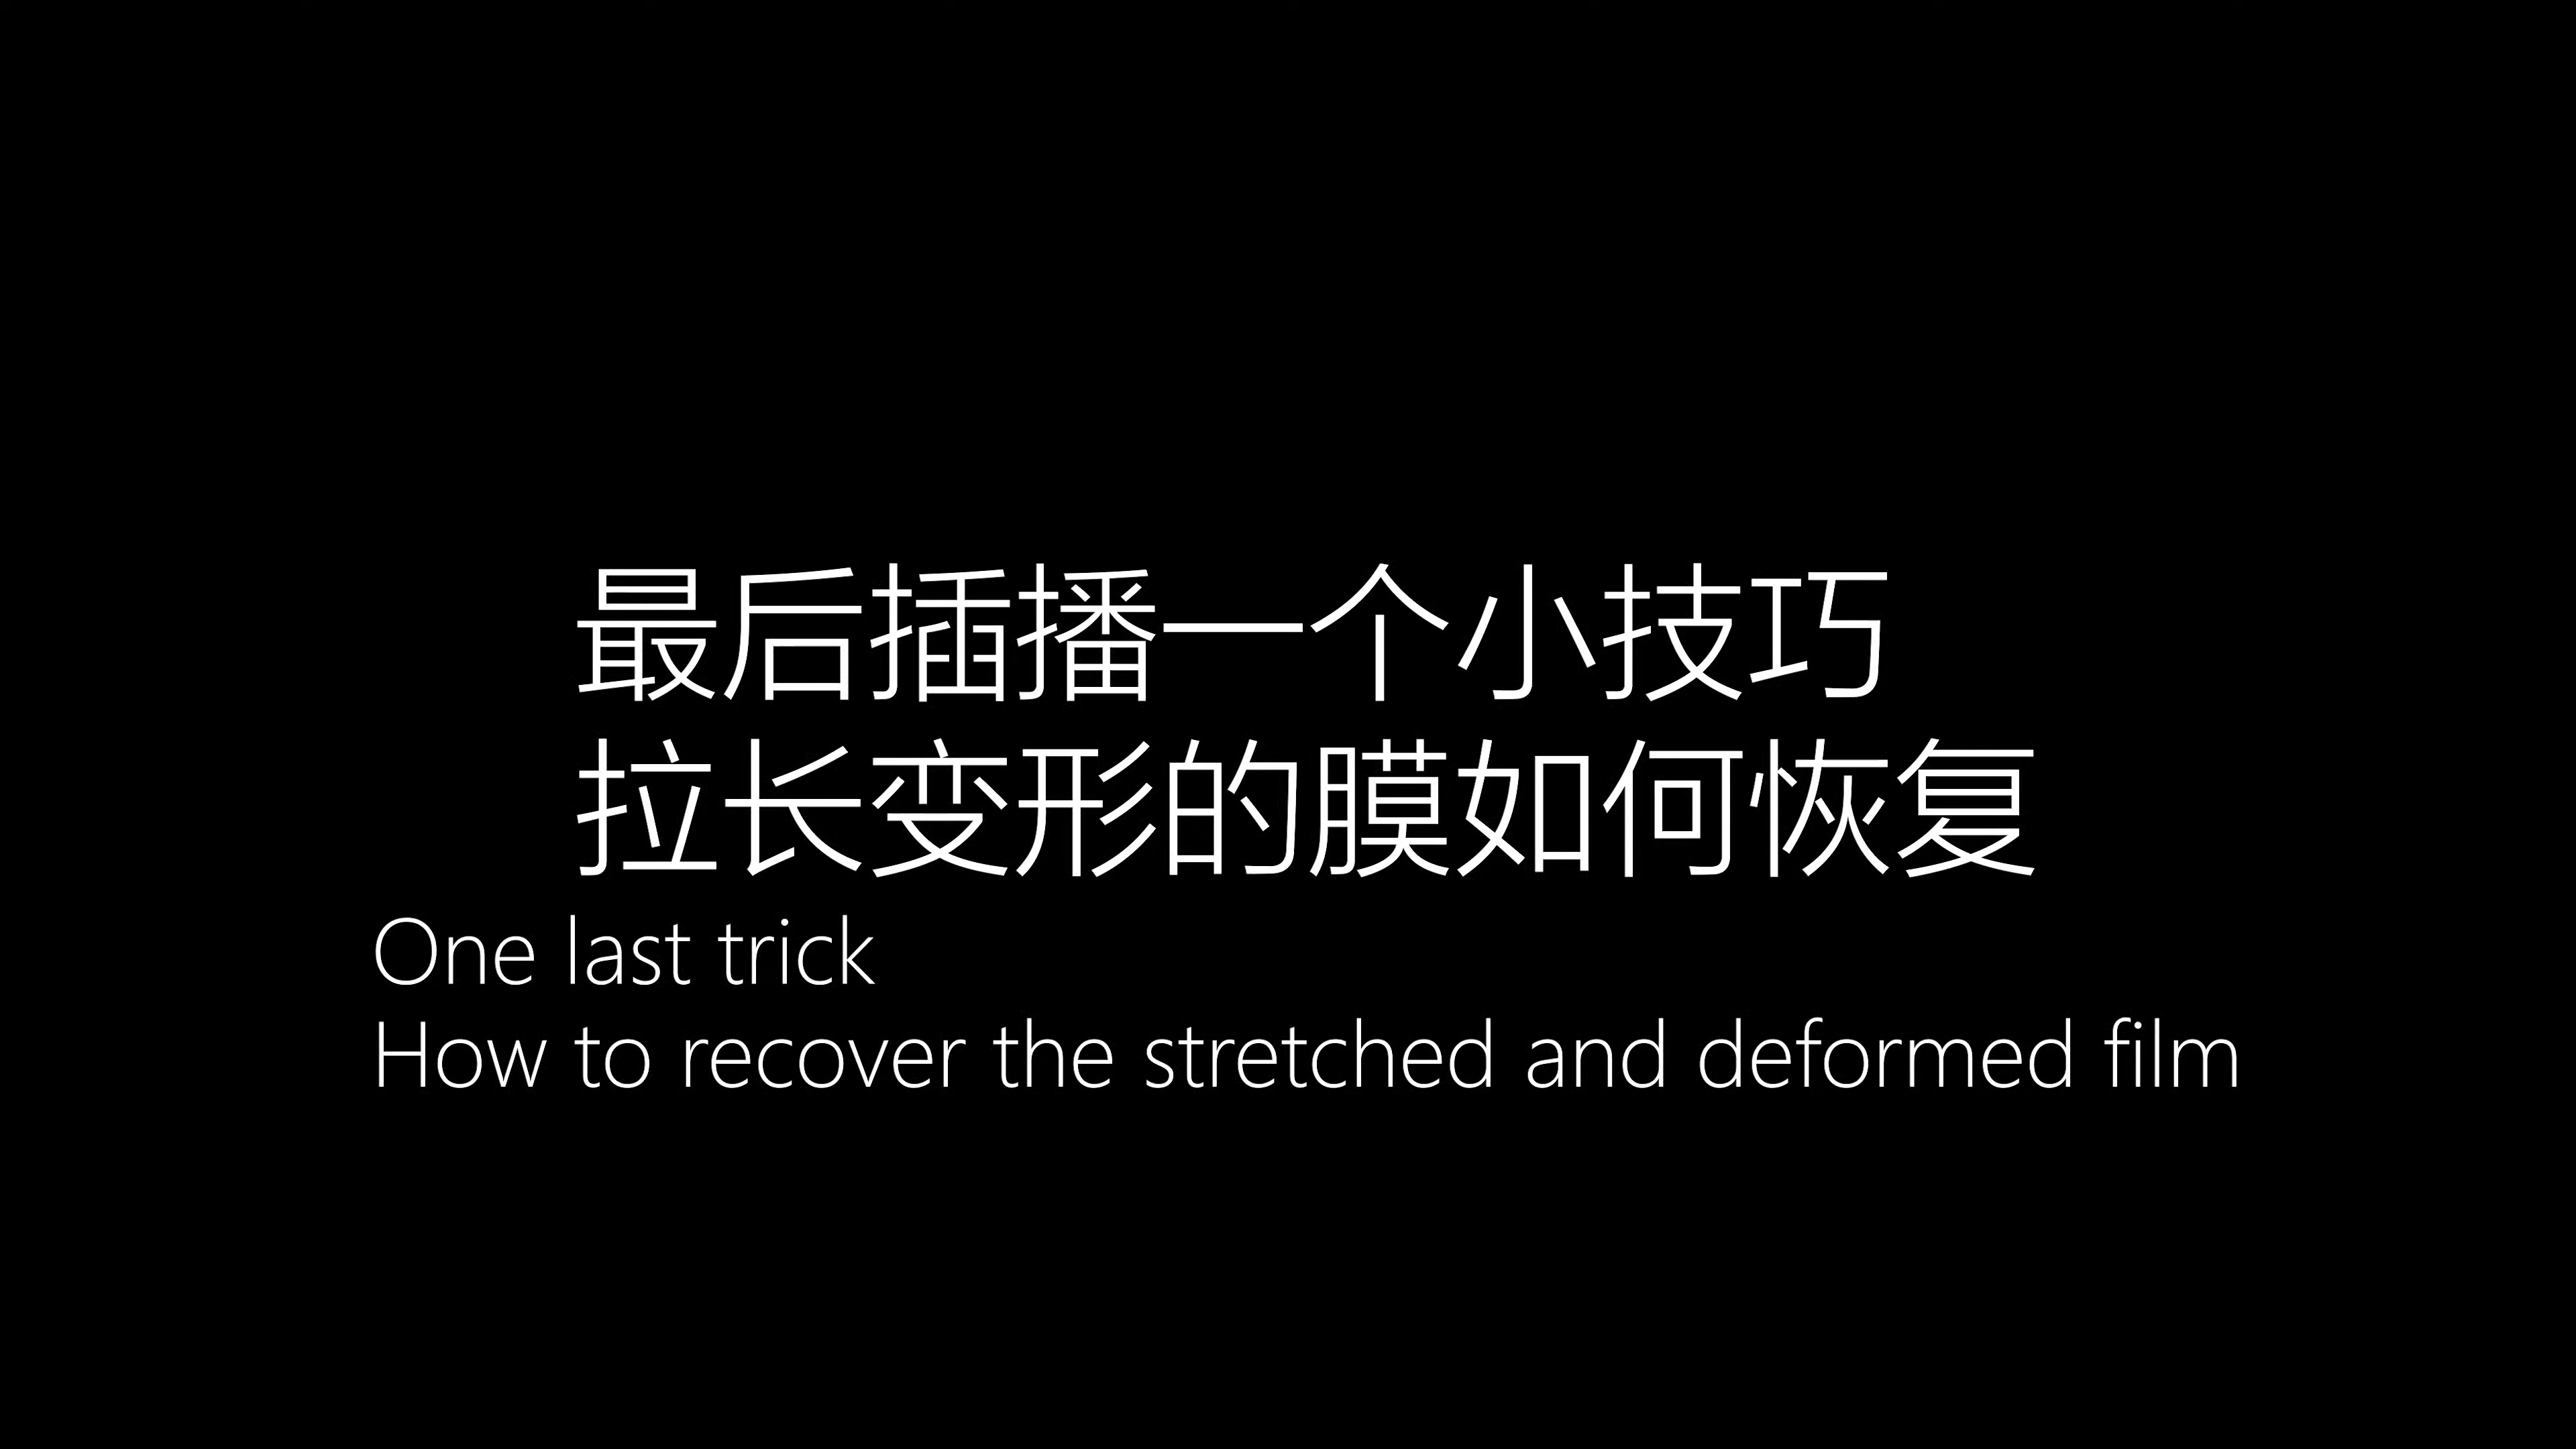 最后插播一个小技巧
拉长变形的膜如何恢复
One last trick
How to recover the stretched and deformed film